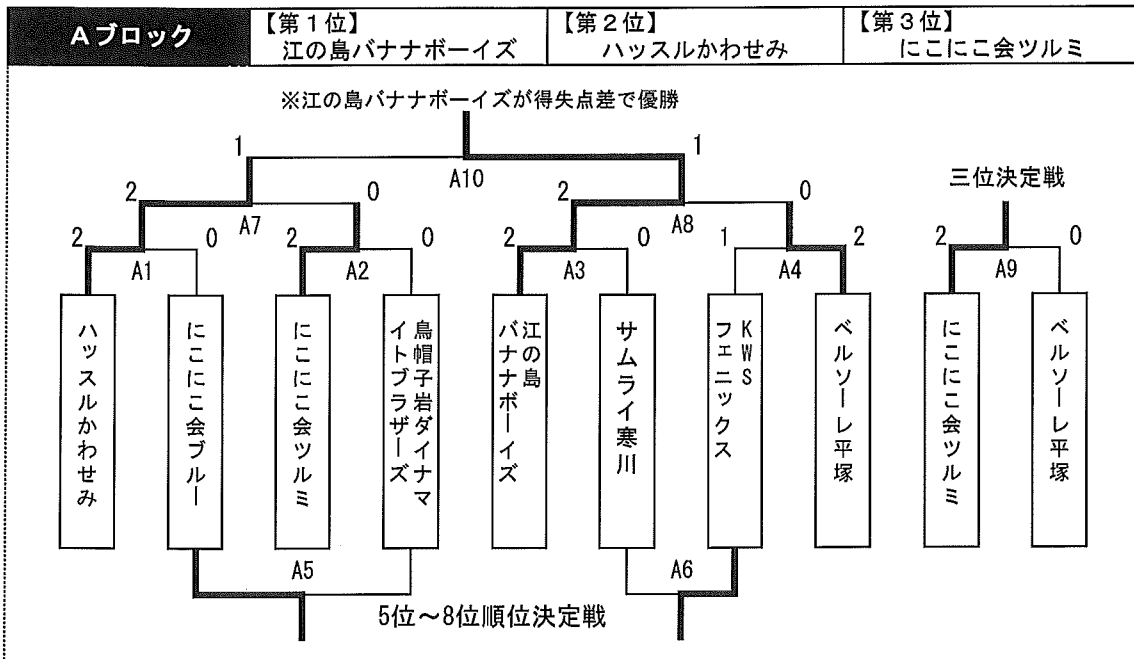 Aブロック
【第1位】
江の島バナナボーイズ
【第2位】
ハッスルかわせみ
【第3位】
にこにこ会ツルミ
※江の島バナナボーイズが得失点差で優勝
1
1
A10
三位決定戦
2
0
2
0
A7
A8
2
0
2
0
2
0
1
2
2
0
A1
A2
A3
A4
A9
ハッスルかわせみ
にこにこ会ブルー
にこにこ会ツルミ
烏帽子岩ダイナマ
イトブラザーズ
江の島
バナナボーイズ
サムライ寒川
KWS
フェニックス
ベルソーレ平塚
にこにこ会ツルミ
ベルソーレ平塚
A5
A6
5位～8位順位決定戦